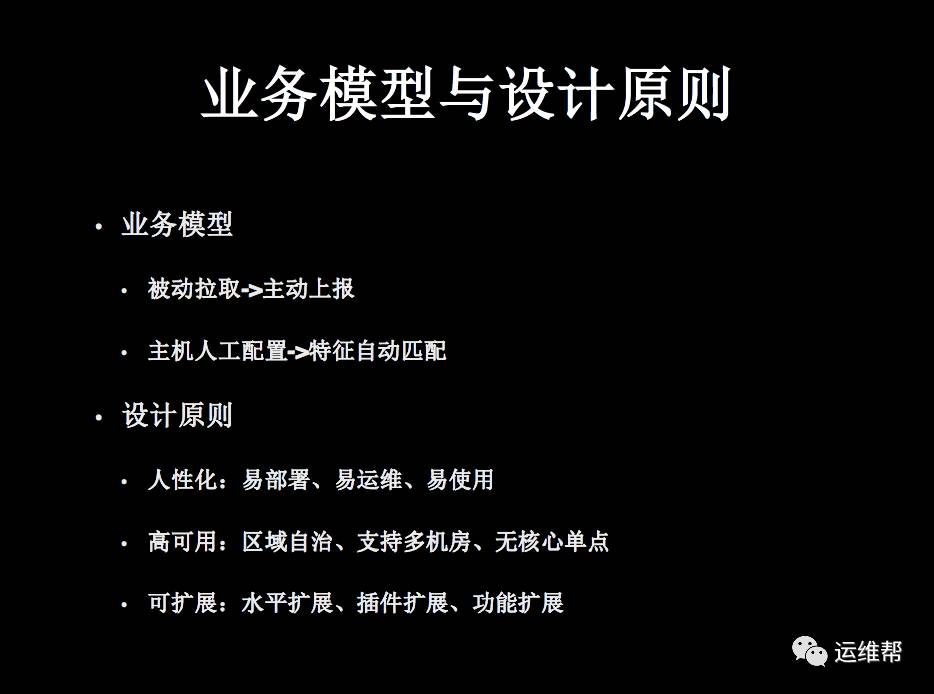 业务模型与设计原则
• 业务模型
• 被动拉取->主动上报
• 主机人工配置->特征自动匹配
• 设计原则
• 人性化：易部署、易运维、易使用
• 高可用：区域自治、支持多机房、无核心单点
• 可扩展：水平扩展、插件扩展、功能扩展
运维帮